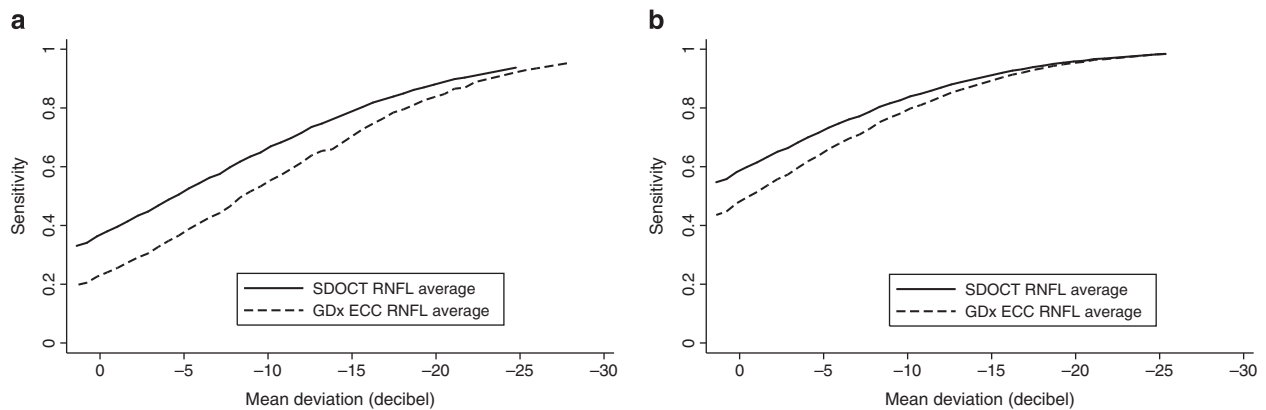 a
Sensitivity
1
0.8
0.6
0.4
0.2
0
SDOCT RNFL average
GDx ECC RNFL average
0 –5 –10 –15 –20 –25 –30
Mean deviation (decibel)
b
Sensitivity
1
0.8
0.6
0.4
0.2
0
SDOCT RNFL average
GDx ECC RNFL average
0 –5 –10 –15 –20 –25 –30
Mean deviation (decibel)